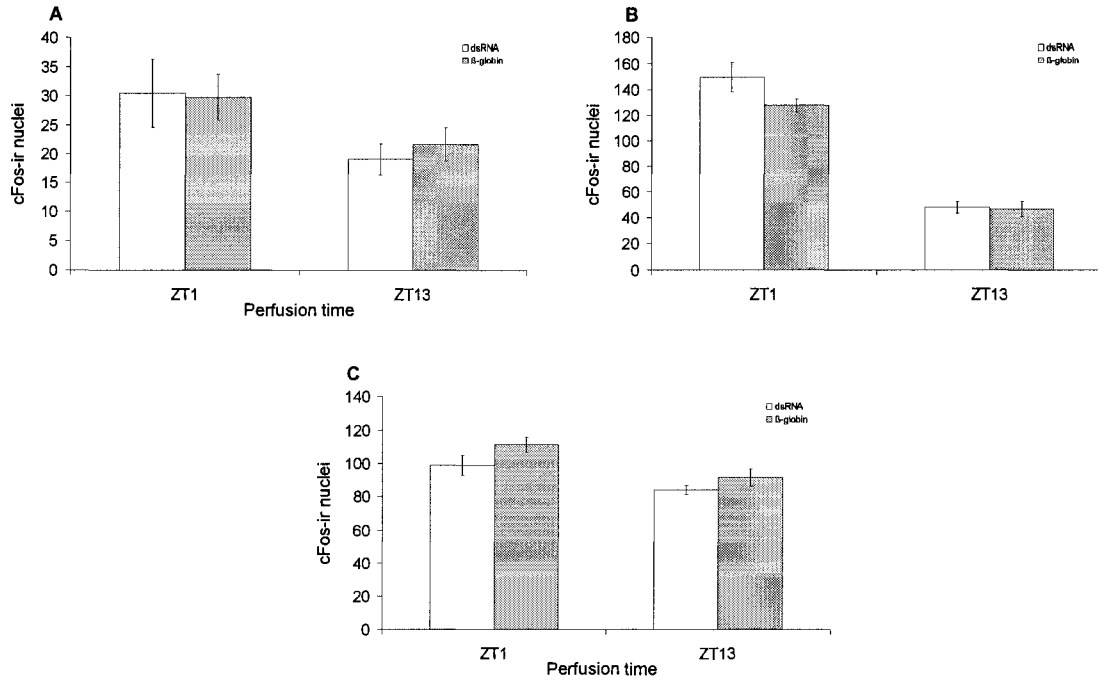 A
cFos-ir nuclei
40
35
30
25
20
15
10
5
0
dsRNA
ß-globin
ZT1
ZT13
Perfusion time
B
cFos-ir nuclei
180
160
140
120
100
80
60
40
20
0
dsRNA
ß-globin
ZT1
ZT13
C
cFos-ir nuclei
140
120
100
80
60
40
20
0
dsRNA
ß-globin
ZT1
ZT13
Perfusion time